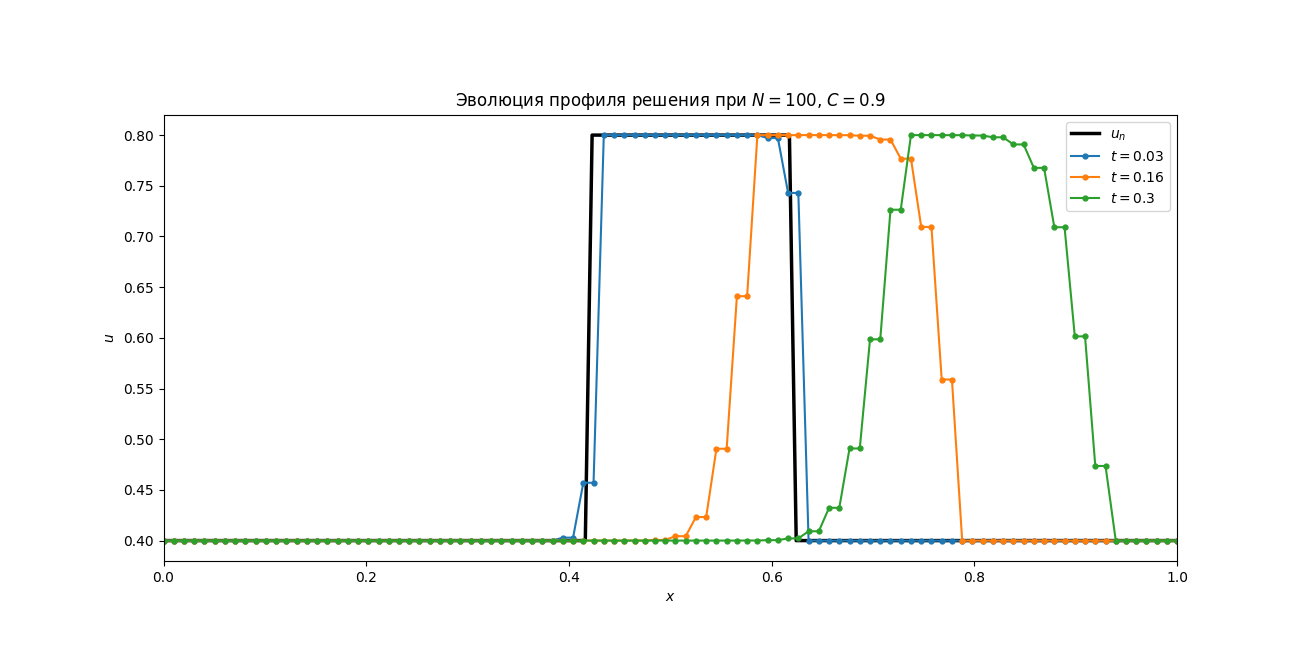 Эволюция профиля решения при N = 100, C = 0.9
u_n
t = 0.03
t = 0.16
t = 0.3
u
0.80
0.75
0.70
0.65
0.60
0.55
0.50
0.45
0.40
0.0 0.2 0.4 0.6 0.8 1.0
x